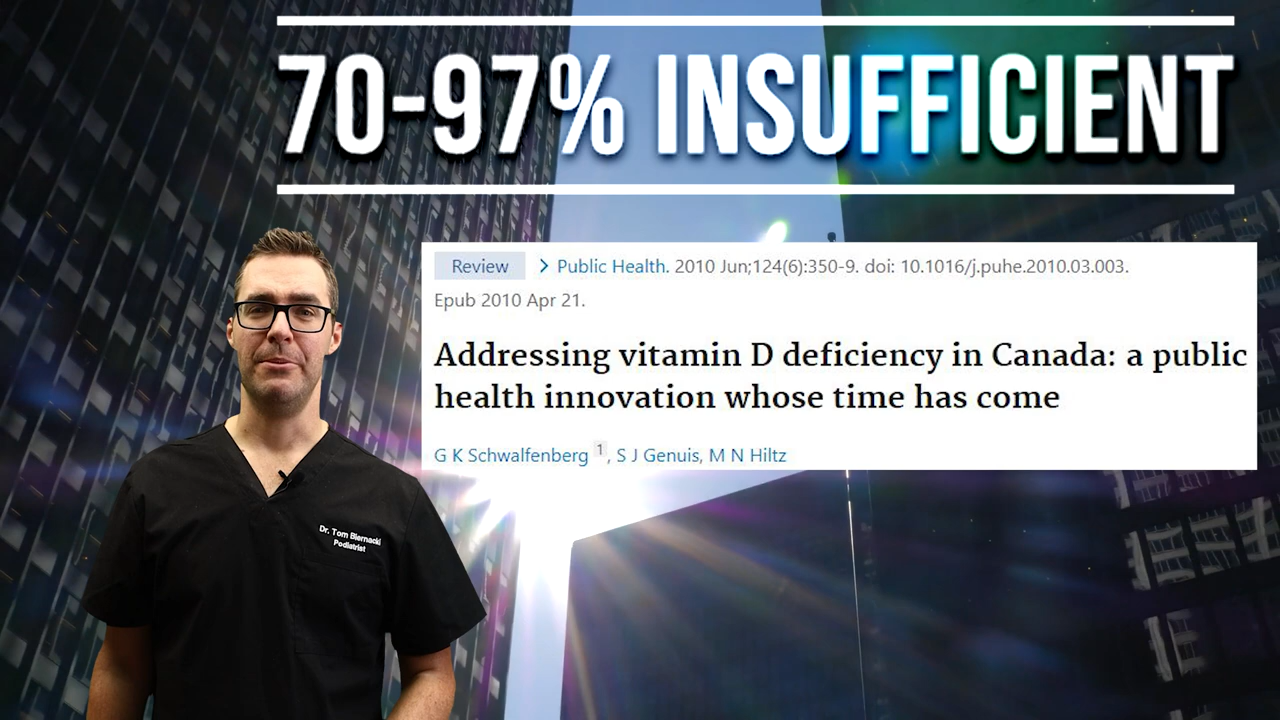 70-97% INSUFFICIENT
Review > Public Health. 2010 Jun;124(6):350-9. doi: 10.1016/j.puhe.2010.03.003.
Epub 2010 Apr 21.
Addressing vitamin D deficiency in Canada: a public
health innovation whose time has come
G K Schwalfenberg 1, S J Genuis, M N Hiltz
Dr. Tom Biernacki
Podiatrist